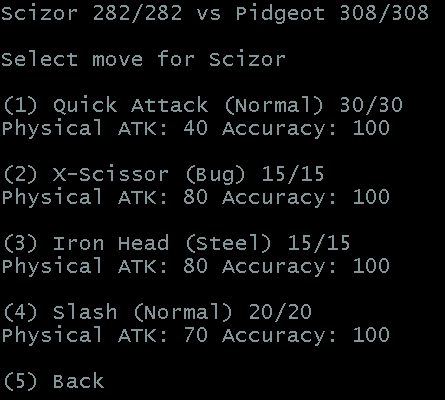 Scizor 282/282 vs Pidgeot 308/308
Select move for Scizor
(1) Quick Attack (Normal) 30/30
Physical ATK: 40 Accuracy: 100
(2) X-Scissor (Bug) 15/15
Physical ATK: 80 Accuracy: 100
(3) Iron Head (Steel) 15/15
Physical ATK: 80 Accuracy: 100
(4) Slash (Normal) 20/20
Physical ATK: 70 Accuracy: 100
(5) Back